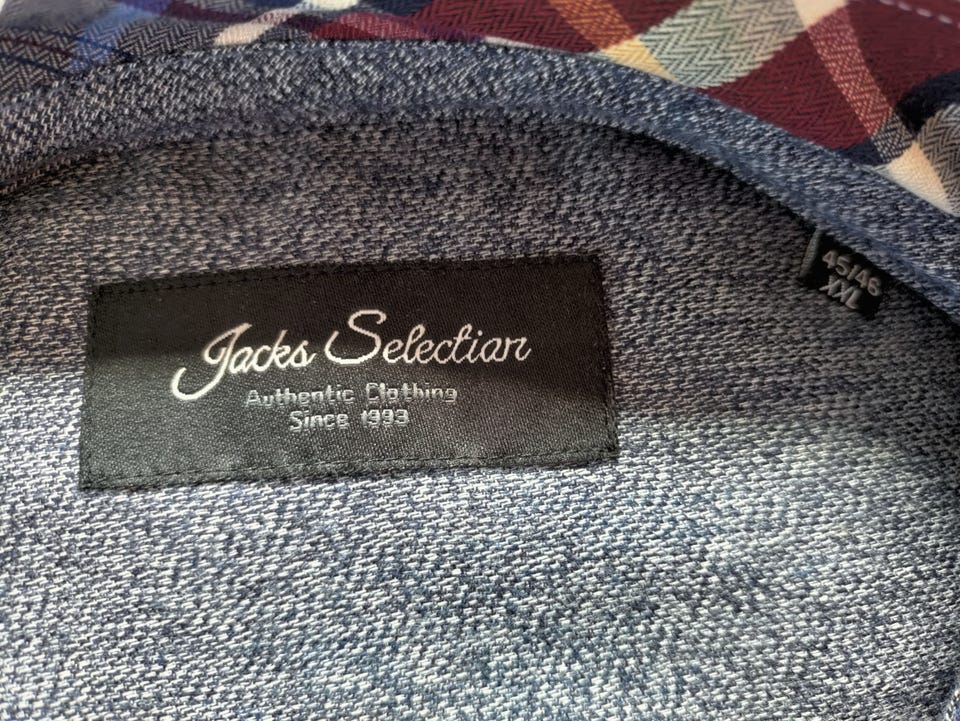 Jacks Selection
Authentic Clothing
Since 1993
45/46
XXL